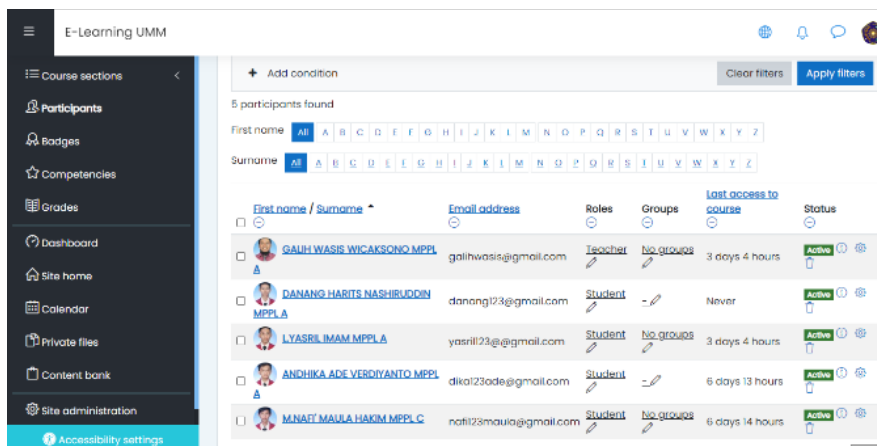 E-Learning UMM
Course sections
Participants
Badges
Competencies
Grades
Dashboard
Site home
Calendar
Private files
Content bank
Site administration
Accessibility settings
+ Add condition
Clear filters
Apply filters
5 participants found
First name All A B C D E F G H I J K L M N O P Q R S T U V W X Y Z
Surname All A B C D E F G H I J K L M N O P Q R S T U V W X Y Z
First name / Surname
Email address
Roles
Groups
Last access to
course
Status
GALIH WASIS WICAKSONO MPPL
A
galihwasis@gmail.com
Teacher
No groups
3 days 4 hours
Active
DANANG HARITS NASHIRUDDIN
MPPL A
danang123@gmail.com
Student
-
Never
Active
LYASRIL IMAM MPPL A
yasril123@@gmail.com
Student
No groups
3 days 4 hours
Active
ANDHIKA ADE VERDIYANTO MPPL
A
dika123ade@gmail.com
Student
-
6 days 13 hours
Active
M.NAFI' MAULA HAKIM MPPL C
nafi123maula@gmail.com
Student
No groups
6 days 14 hours
Active